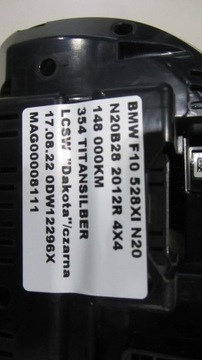 BMW F10 528XI N20
N20B28 2012R 4X4
148 000KM
354 TITANSILBER
LCSW "Dakota"/czarna
17.08.22 0DW12296X
MAG00008111